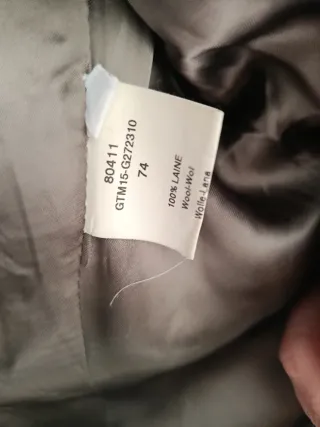 80411
GTM15-G272310
74
100% LAINE
Wool-Wol
Wolle Lana